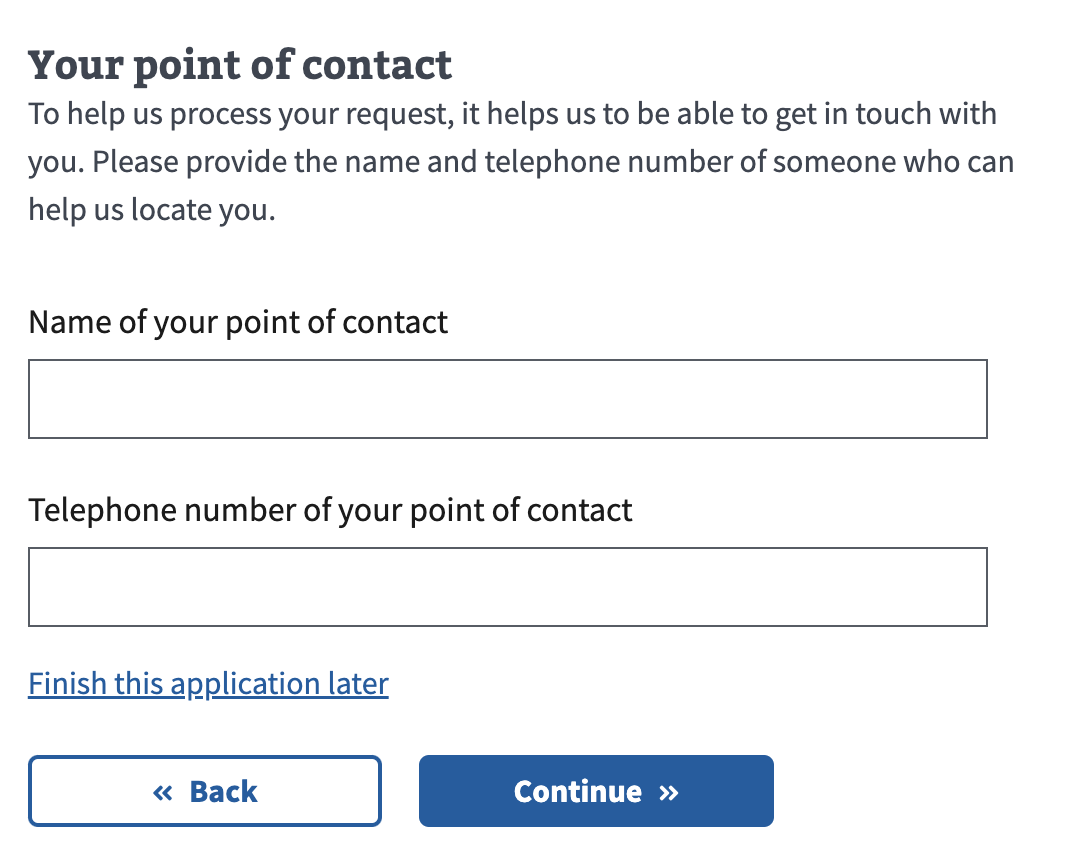 Your point of contact
To help us process your request, it helps us to be able to get in touch with
you. Please provide the name and telephone number of someone who can
help us locate you.
Name of your point of contact
Telephone number of your point of contact
Finish this application later
« Back
Continue »